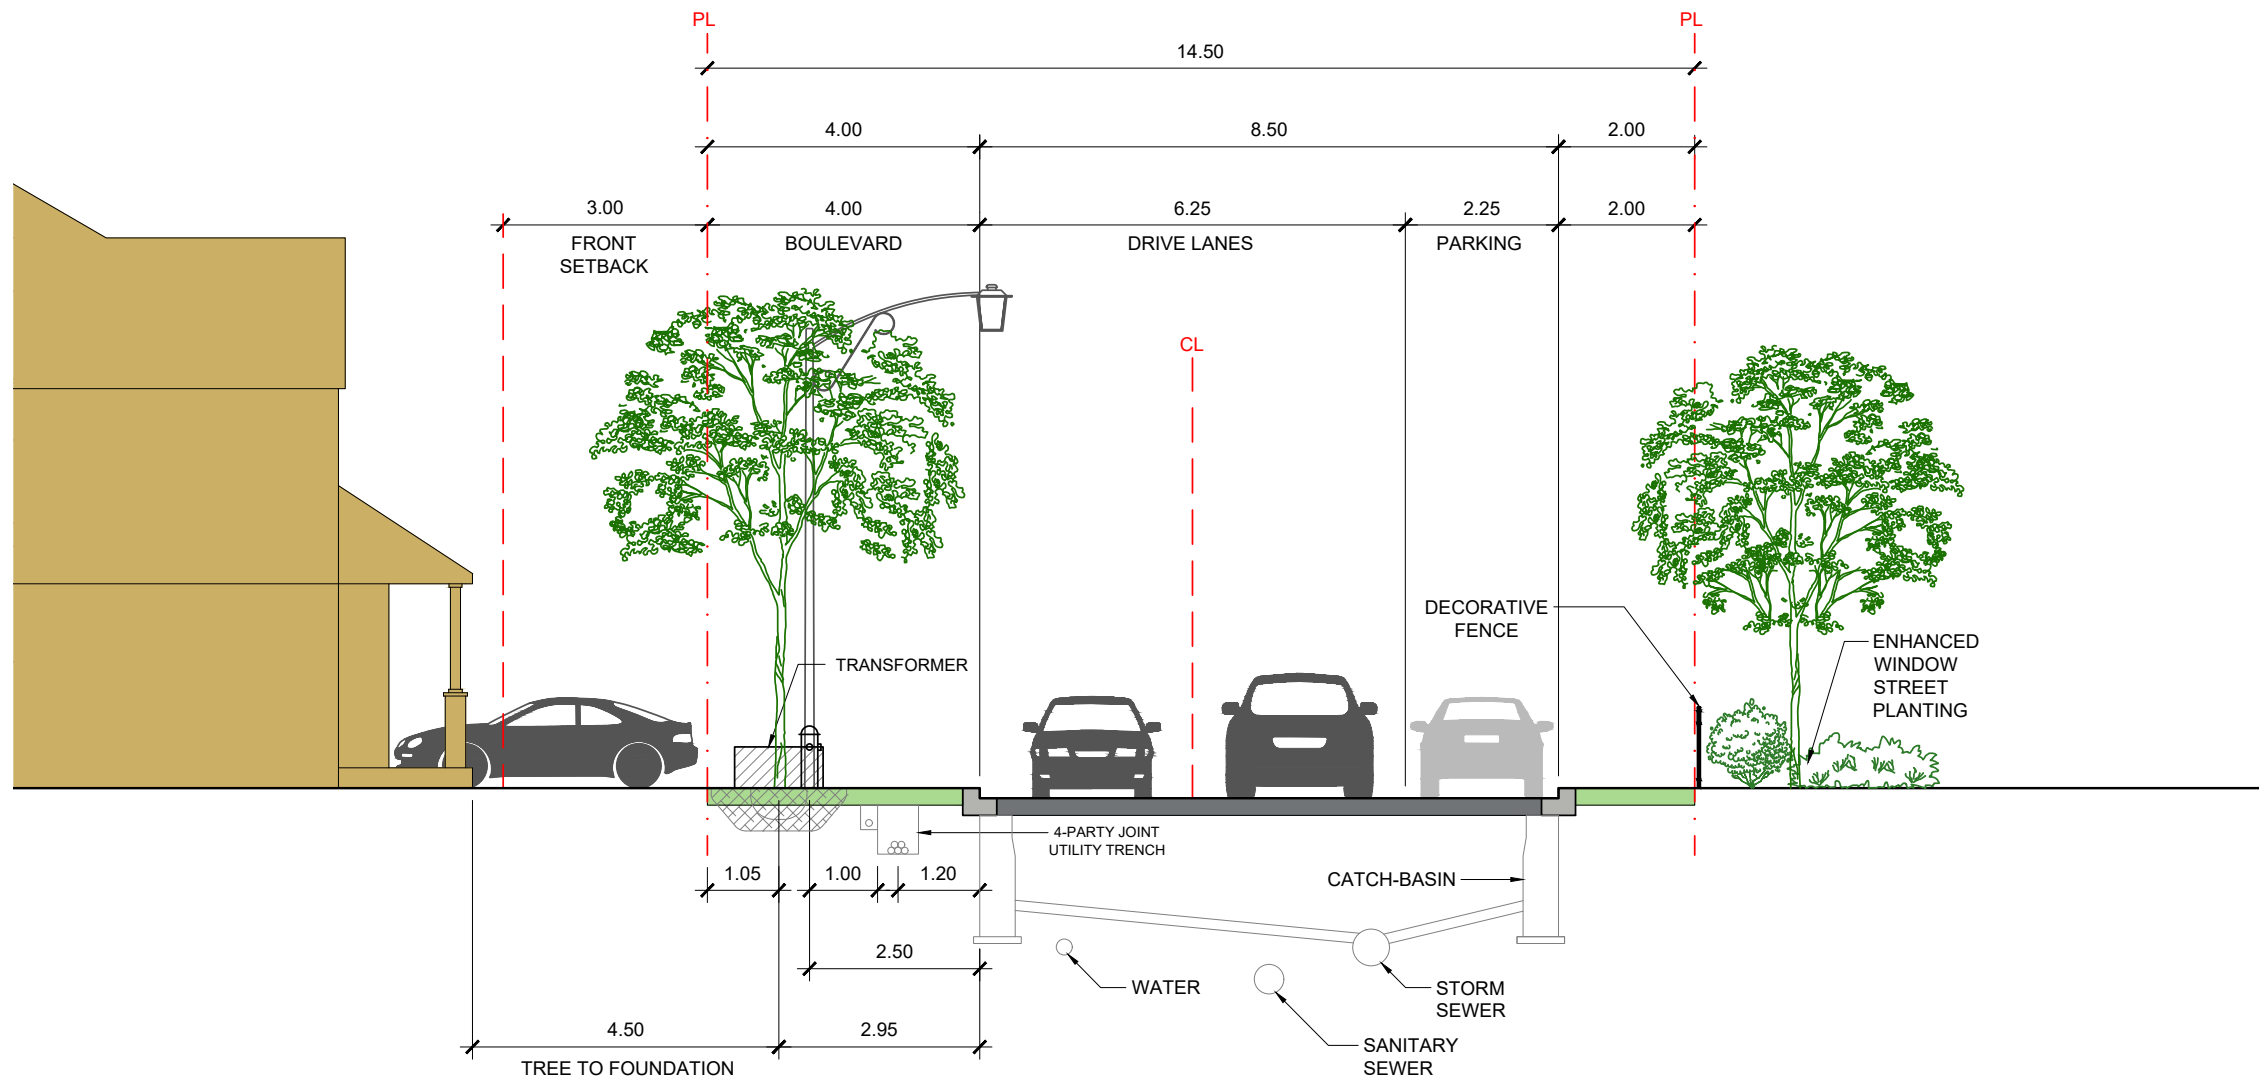 PL
PL
14.50
4.00
8.50
2.00
3.00
4.00
6.25
2.25
2.00
FRONT
SETBACK
BOULEVARD
DRIVE LANES
PARKING
CL
DECORATIVE
FENCE
ENHANCED
WINDOW
STREET
PLANTING
TRANSFORMER
4-PARTY JOINT
UTILITY TRENCH
1.05
1.00
1.20
CATCH-BASIN
2.50
WATER
STORM
SEWER
4.50
2.95
TREE TO FOUNDATION
SANITARY
SEWER